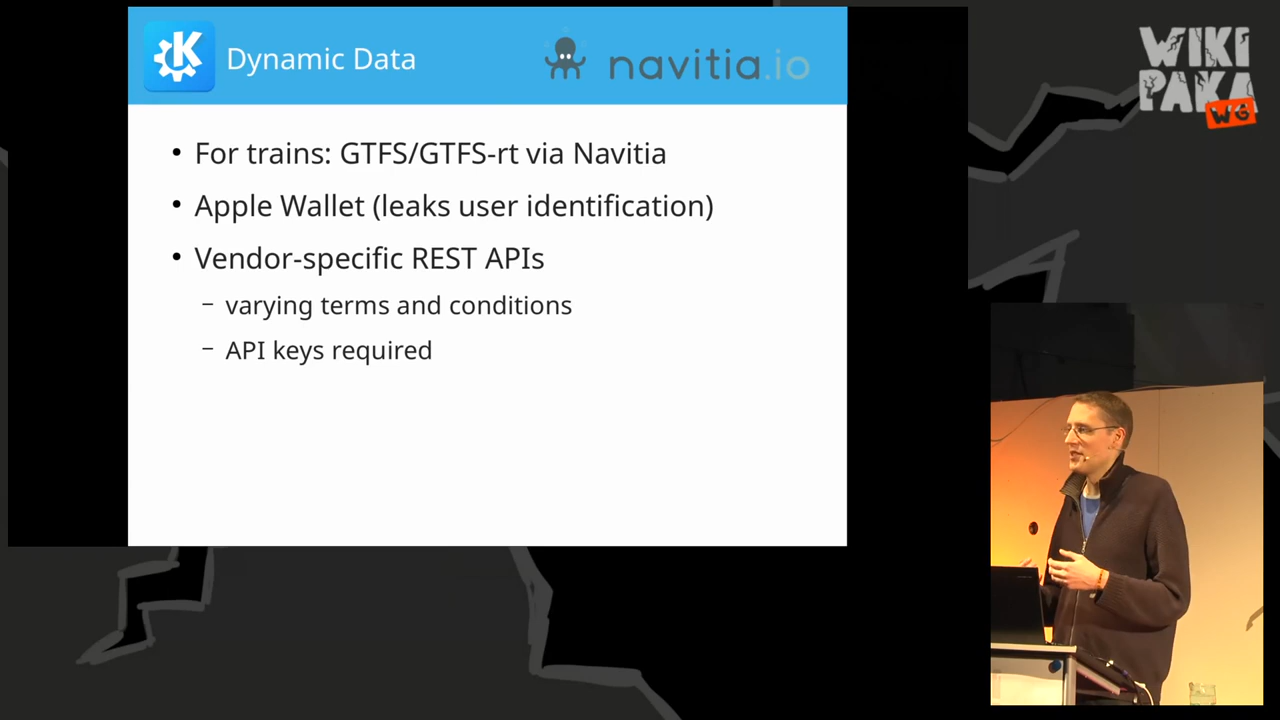 Dynamic Data
navitia.io
WIKI
PAKA
WG
• For trains: GTFS/GTFS-rt via Navitia
• Apple Wallet (leaks user identification)
• Vendor-specific REST APIs
– varying terms and conditions
– API keys required